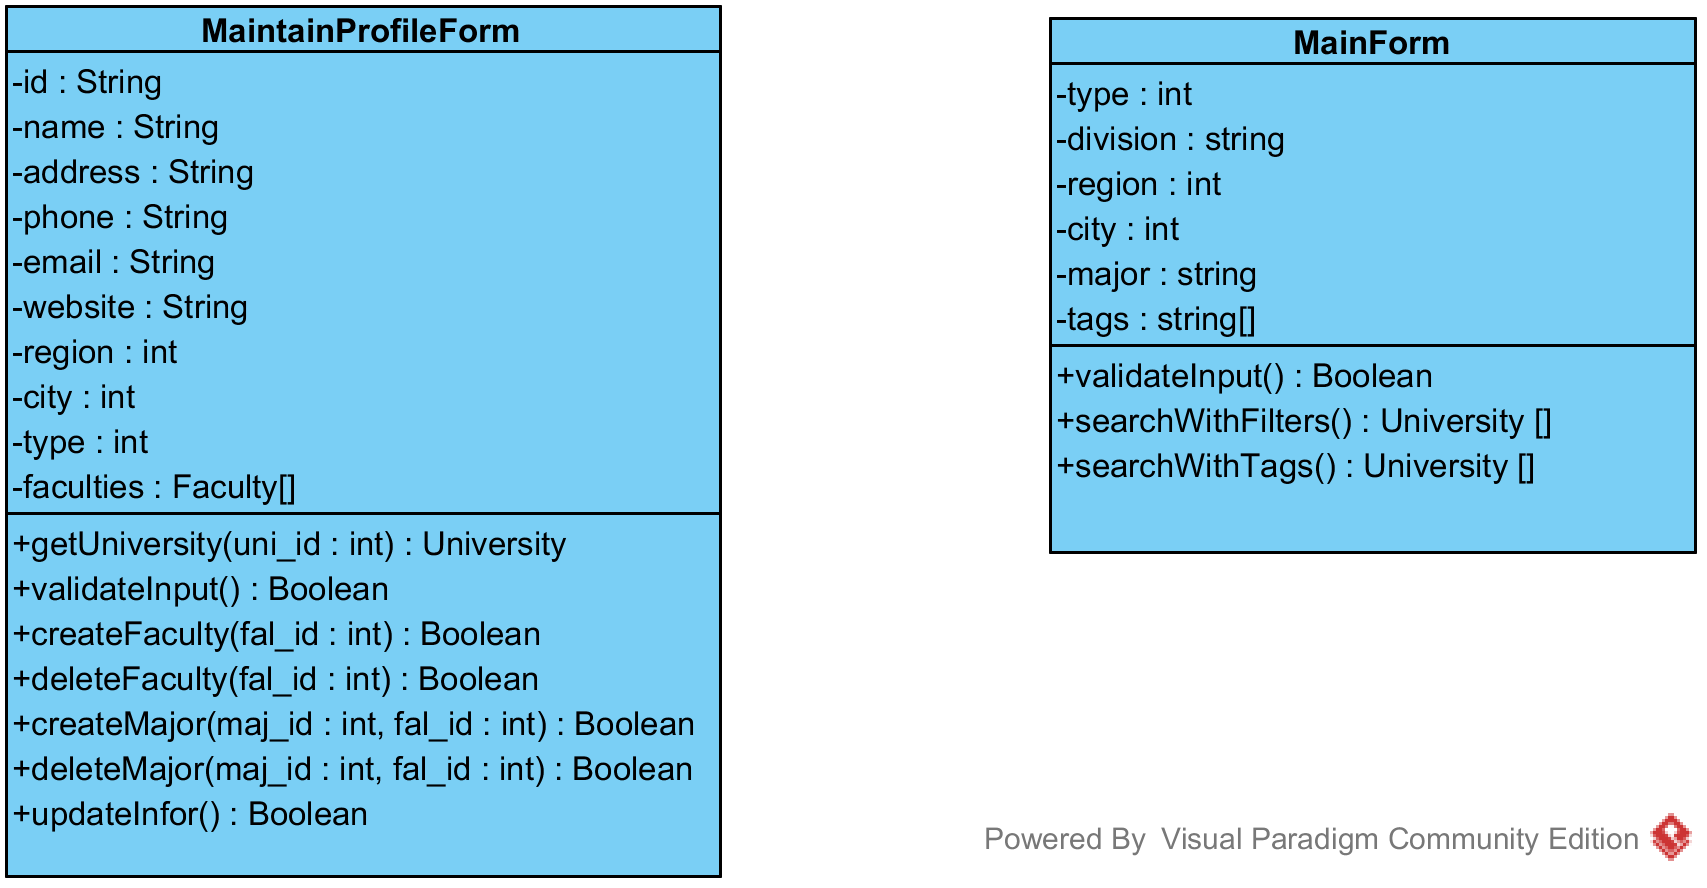 MaintainProfileForm
-id : String
-name : String
-address : String
-phone : String
-email : String
-website : String
-region : int
-city : int
-type : int
-faculties : Faculty[]
+getUniversity(uni_id : int) : University
+validateInput() : Boolean
+createFaculty(fal_id : int) : Boolean
+deleteFaculty(fal_id : int) : Boolean
+createMajor(maj_id : int, fal_id : int) : Boolean
+deleteMajor(maj_id : int, fal_id : int) : Boolean
+updateInfor() : Boolean
MainForm
-type : int
-division : string
-region : int
-city : int
-major : string
-tags : string[]
+validateInput() : Boolean
+searchWithFilters() : University []
+searchWithTags() : University []
Powered By Visual Paradigm Community Edition